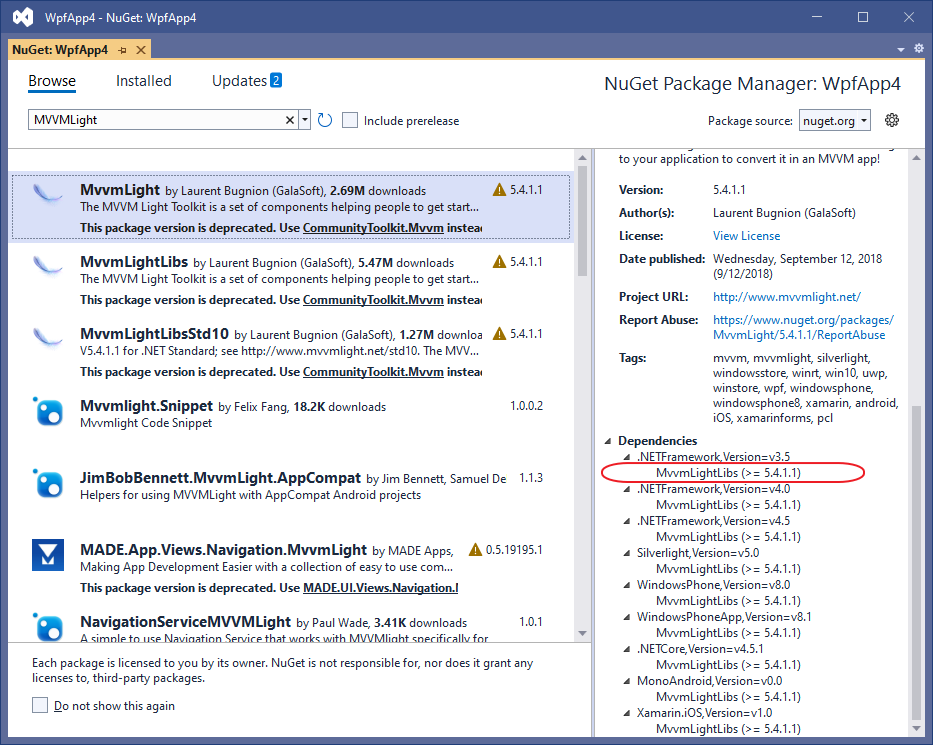 WpfApp4 - NuGet: WpfApp4
NuGet: WpfApp4
Browse Installed Updates 2
NuGet Package Manager: WpfApp4
MVVMLight
Include prerelease
Package source: nuget.org
MvvmLight by Laurent Bugnion (GalaSoft), 2.69M downloads 5.4.1.1
The MVVM Light Toolkit is a set of components helping people to get start...
This package version is deprecated. Use CommunityToolkit.Mvvm instead
MvvmLightLibs by Laurent Bugnion (GalaSoft), 5.47M downloads 5.4.1.1
The MVVM Light Toolkit is a set of components helping people to get start...
This package version is deprecated. Use CommunityToolkit.Mvvm instead
MvvmLightLibsStd10 by Laurent Bugnion (GalaSoft), 1.27M downloa 5.4.1.1
V5.4.1.1 for .NET Standard; see http://www.mvvmlight.net/std10. The MVV...
This package version is deprecated. Use CommunityToolkit.Mvvm instead
Mvvmlight.Snippet by Felix Fang, 18.2K downloads 1.0.0.2
Mvvmlight Code Snippet
JimBobBennett.MvvmLight.AppCompat by Jim Bennett, Samuel De 1.1.3
Helpers for using MVVMLight with AppCompat Android projects
MADE.App.Views.Navigation.MvvmLight by MADE Apps, 0.5.19195.1
Making App Development Easier with a collection of easy to use com...
This package version is deprecated. Use MADE.UI.Views.Navigation.I
NavigationServiceMVVMLight by Paul Wade, 3.41K downloads 1.0.1
A simple to use Navigation Service that works with MVVMlight specifically for
Each package is licensed to you by its owner. NuGet is not responsible for, nor does it grant any
licenses to, third-party packages.
Do not show this again
to your application to convert it in an MVVM app!
Version: 5.4.1.1
Author(s): Laurent Bugnion (GalaSoft)
License: View License
Date published: Wednesday, September 12, 2018
(9/12/2018)
Project URL: http://www.mvvmlight.net/
Report Abuse: https://www.nuget.org/packages/
MvvmLight/5.4.1.1/ReportAbuse
Tags: mvvm, mvvmlight, silverlight,
windowsstore, winrt, win10, uwp,
winstore, wpf, windowsphone,
windowsphone8, xamarin, android,
iOS, xamarinforms, pcl
Dependencies
.NETFramework,Version=v3.5
MvvmLightLibs (>= 5.4.1.1)
.NETFramework,Version=v4.0
MvvmLightLibs (>= 5.4.1.1)
.NETFramework,Version=v4.5
MvvmLightLibs (>= 5.4.1.1)
Silverlight,Version=v5.0
MvvmLightLibs (>= 5.4.1.1)
WindowsPhone,Version=v8.0
MvvmLightLibs (>= 5.4.1.1)
WindowsPhoneApp,Version=v8.1
MvvmLightLibs (>= 5.4.1.1)
.NETCore,Version=v4.5.1
MvvmLightLibs (>= 5.4.1.1)
MonoAndroid,Version=v0.0
MvvmLightLibs (>= 5.4.1.1)
Xamarin.iOS,Version=v1.0
MvvmLightLibs (>= 5.4.1.1)